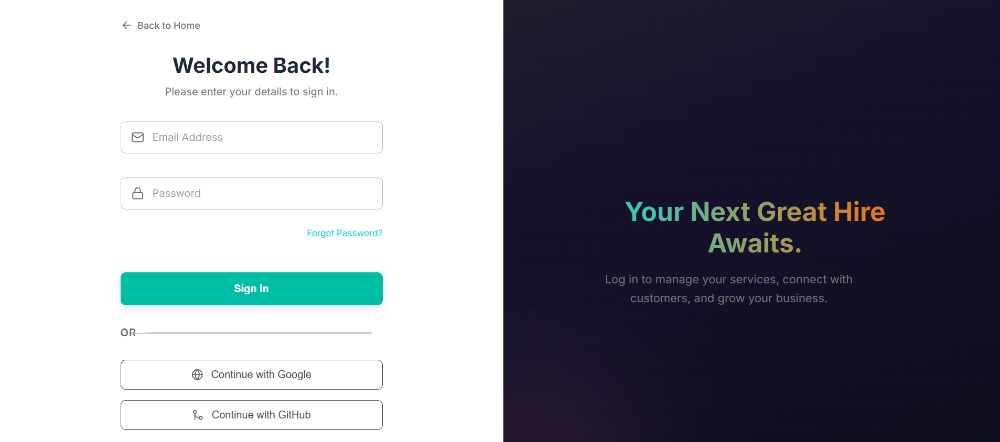 Back to Home
Welcome Back!
Please enter your details to sign in.
Email Address
Password
Forgot Password?
Sign In
OR
Continue with Google
Continue with GitHub
Your Next Great Hire
Awaits.
Log in to manage your services, connect with
customers, and grow your business.